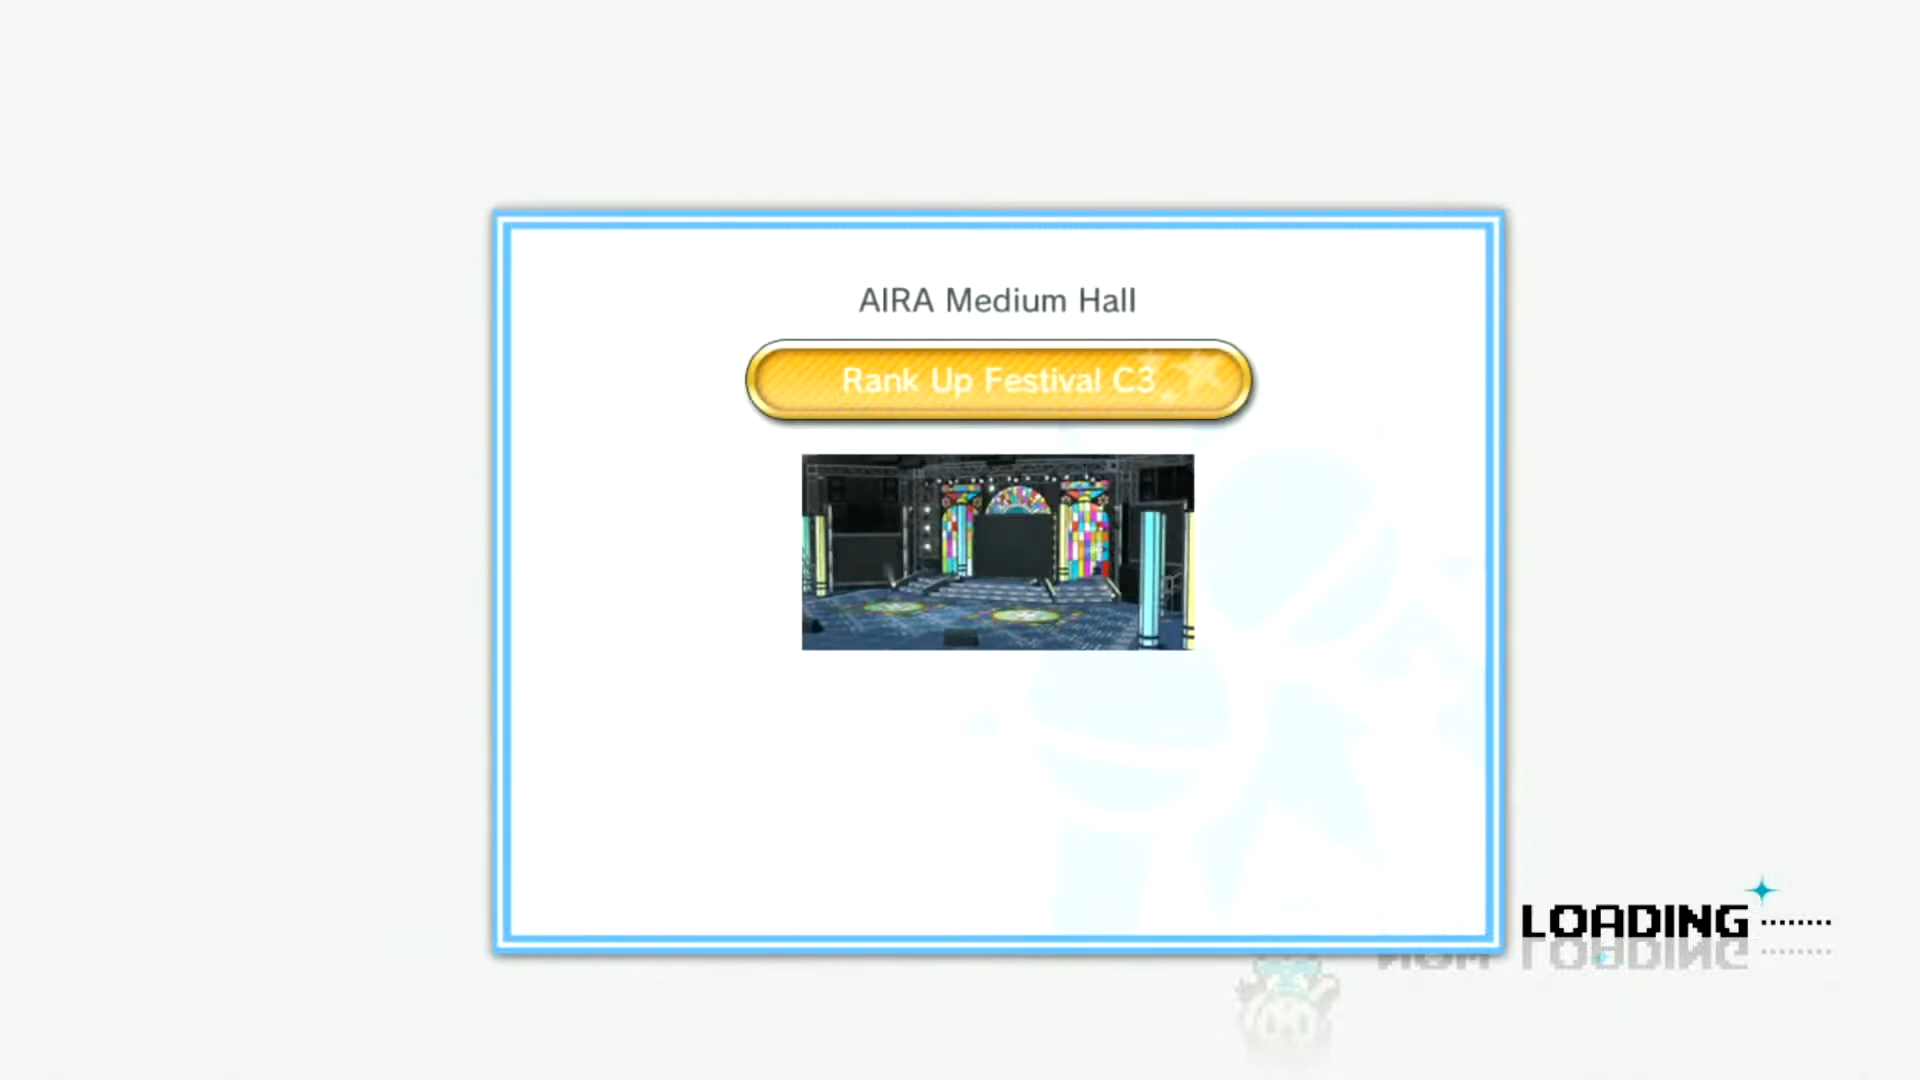 AIRA Medium Hall
Rank Up Festival C3
LOADING........